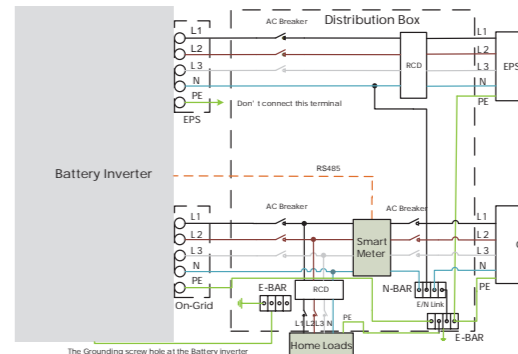 AC Breaker
Distribution Box
L1
L2
L3
N
PE
EPS
Don't connect this terminal
RCD
L1
L2
L3
N
PE
EPS
Battery Inverter
RS485
L1
L2
L3
N
PE
On-Grid
AC Breaker
AC Breaker
Smart
Meter
L1
L2
L3
N
PE
N-BAR
E/N Link
E-BAR
E-BAR
RCD
L1 L2 L3 N
PE
Home Loads
The Grounding screw hole at the Battery inverter